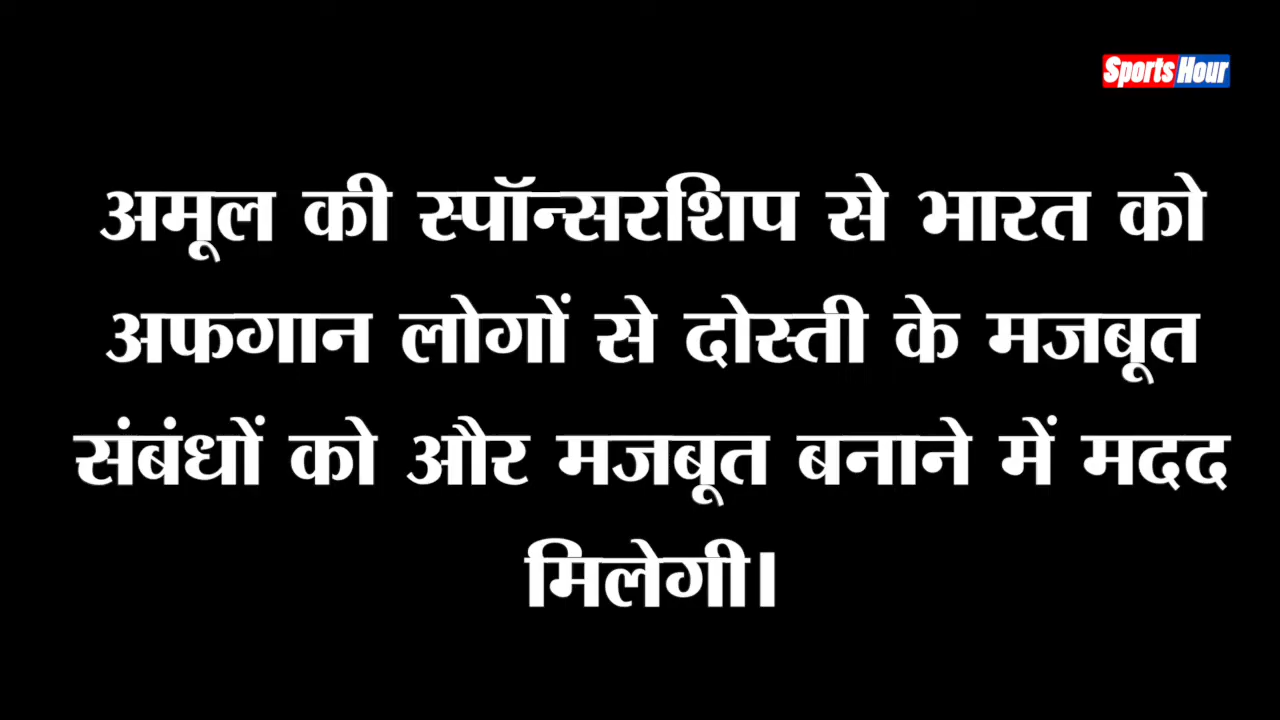 Sports Hour
अमूल की स्पॉन्सरशिप से भारत को
अफगान लोगों से दोस्ती के मजबूत
संबंधों को और मजबूत बनाने में मदद
मिलेगी।